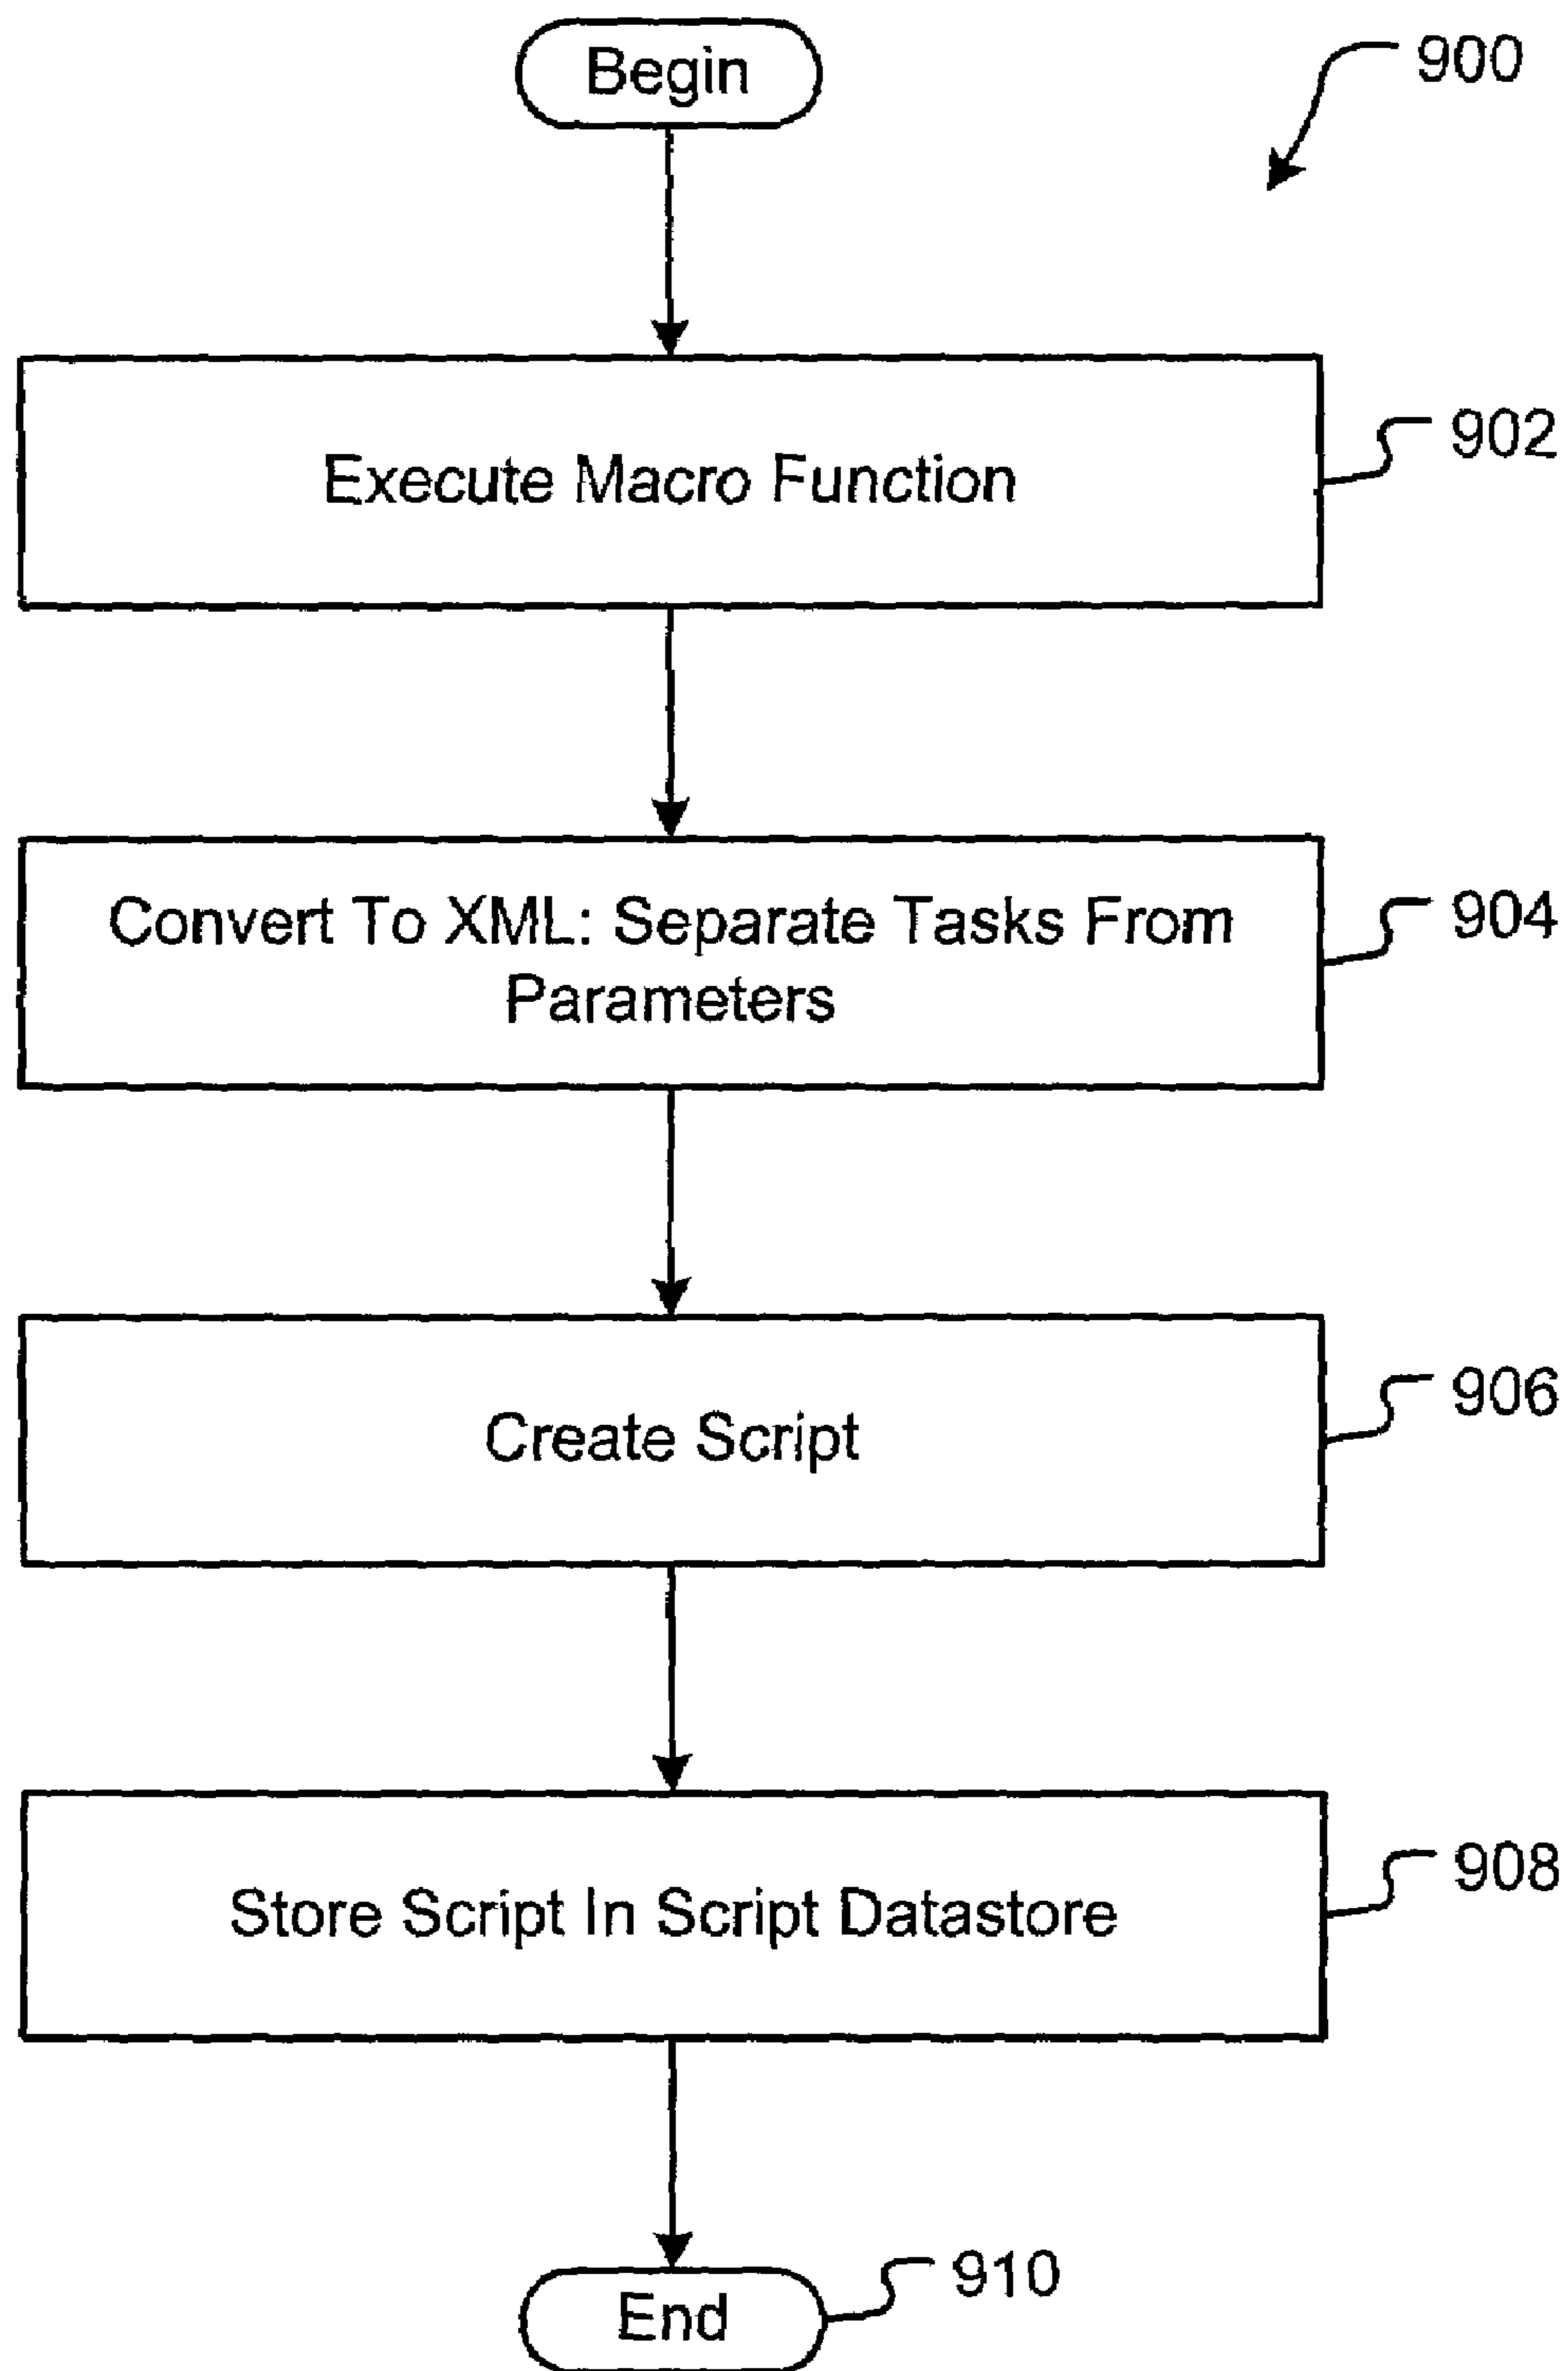 Begin
900
Execute Macro Function
902
Convert To XML: Separate Tasks From
Parameters
904
Create Script
906
Store Script In Script Datastore
908
End
910